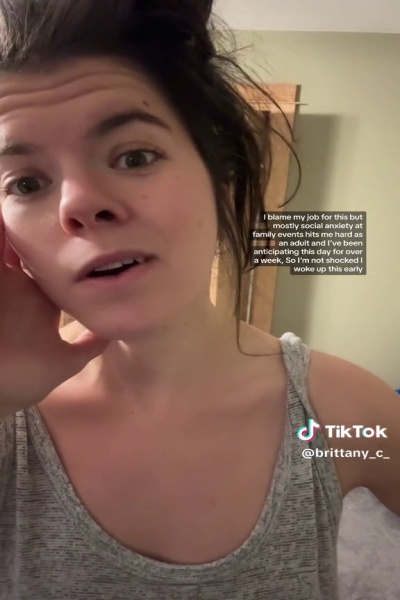 I blame my job for this but
mostly social anxiety at
family events hits me hard as
an adult and I've been
anticipating this day for over
a week, So I'm not shocked I
woke up this early
TikTok
@brittany_c_